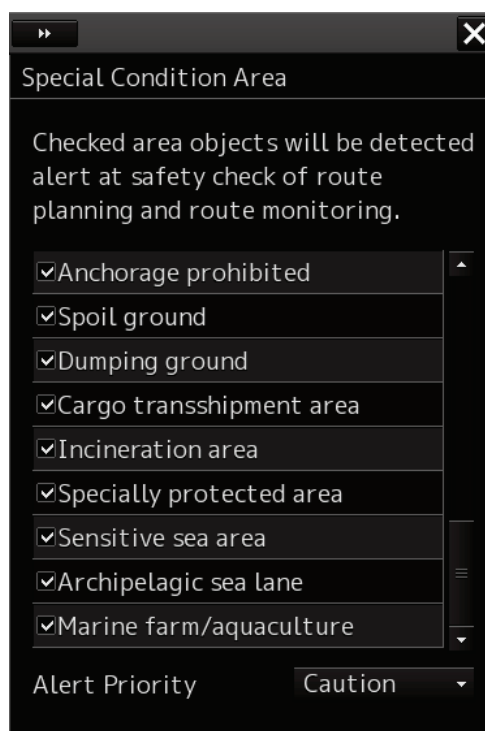 Special Condition Area
Checked area objects will be detected
alert at safety check of route
planning and route monitoring.
Anchorage prohibited
Spoil ground
Dumping ground
Cargo transshipment area
Incineration area
Specially protected area
Sensitive sea area
Archipelagic sea lane
Marine farm/aquaculture
Alert Priority Caution